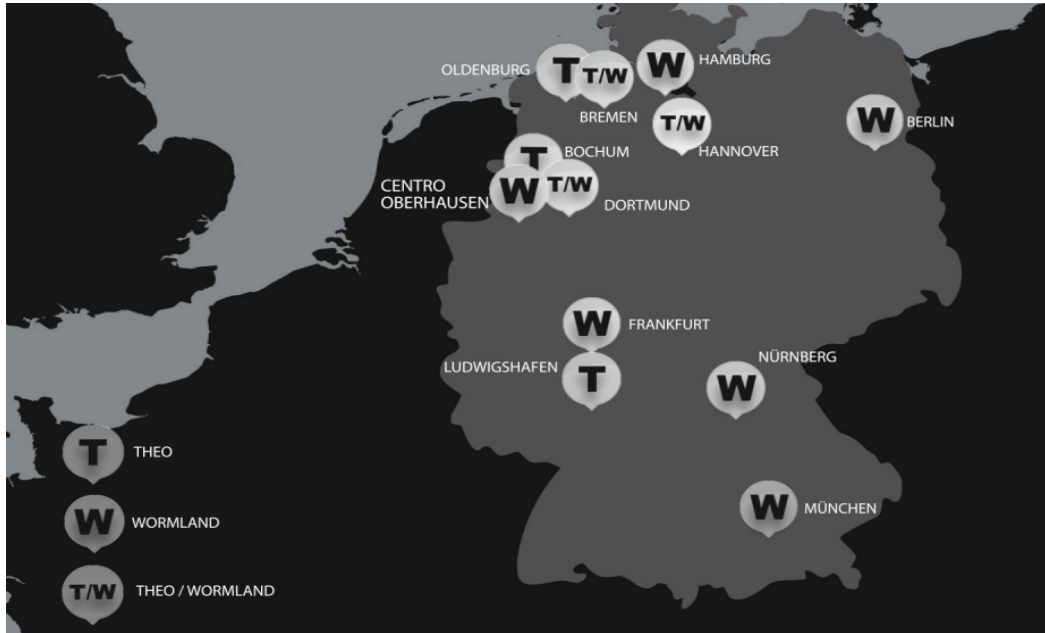 OLDENBURG
T
T/W
BREMEN
W
HAMBURG
T/W
HANNOVER
W
BERLIN
T
BOCHUM
CENTRO
OBERHAUSEN
W
T/W
DORTMUND
W
FRANKFURT
LUDWIGSHAFEN
T
NÜRNBERG
W
W
MÜNCHEN
T
THEO
W
WORMLAND
T/W
THEO / WORMLAND